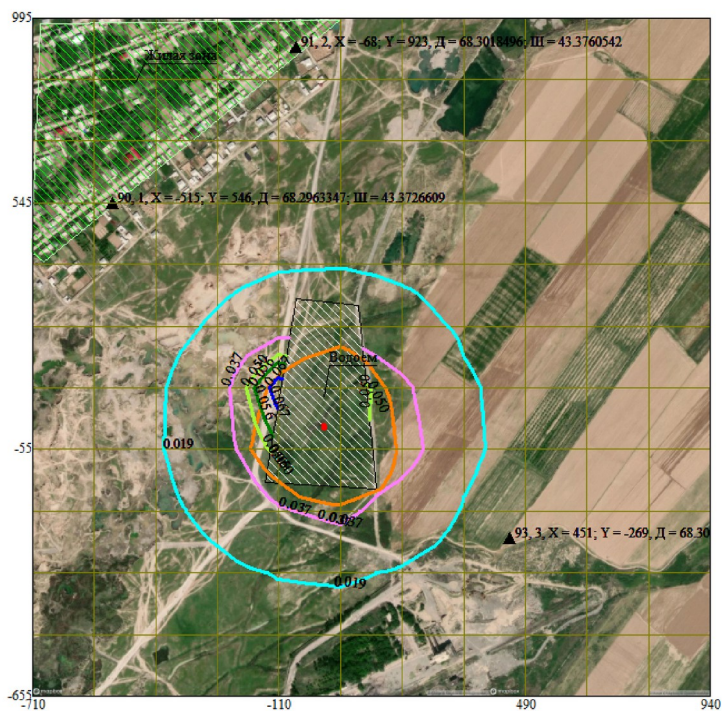 995
91, 2, X = -68; Y = 923, Д = 68.3018496; Ш = 43.3760542
Жилая зона
545
90, 1, X = -515; Y = 546, Д = 68.2963347; Ш = 43.3726609
0.037
Водоем
0.050
0.019
-55
0.037
93, 3, X = 451; Y = -269, Д = 68.30
0.019
-655
-710
-110
490
940